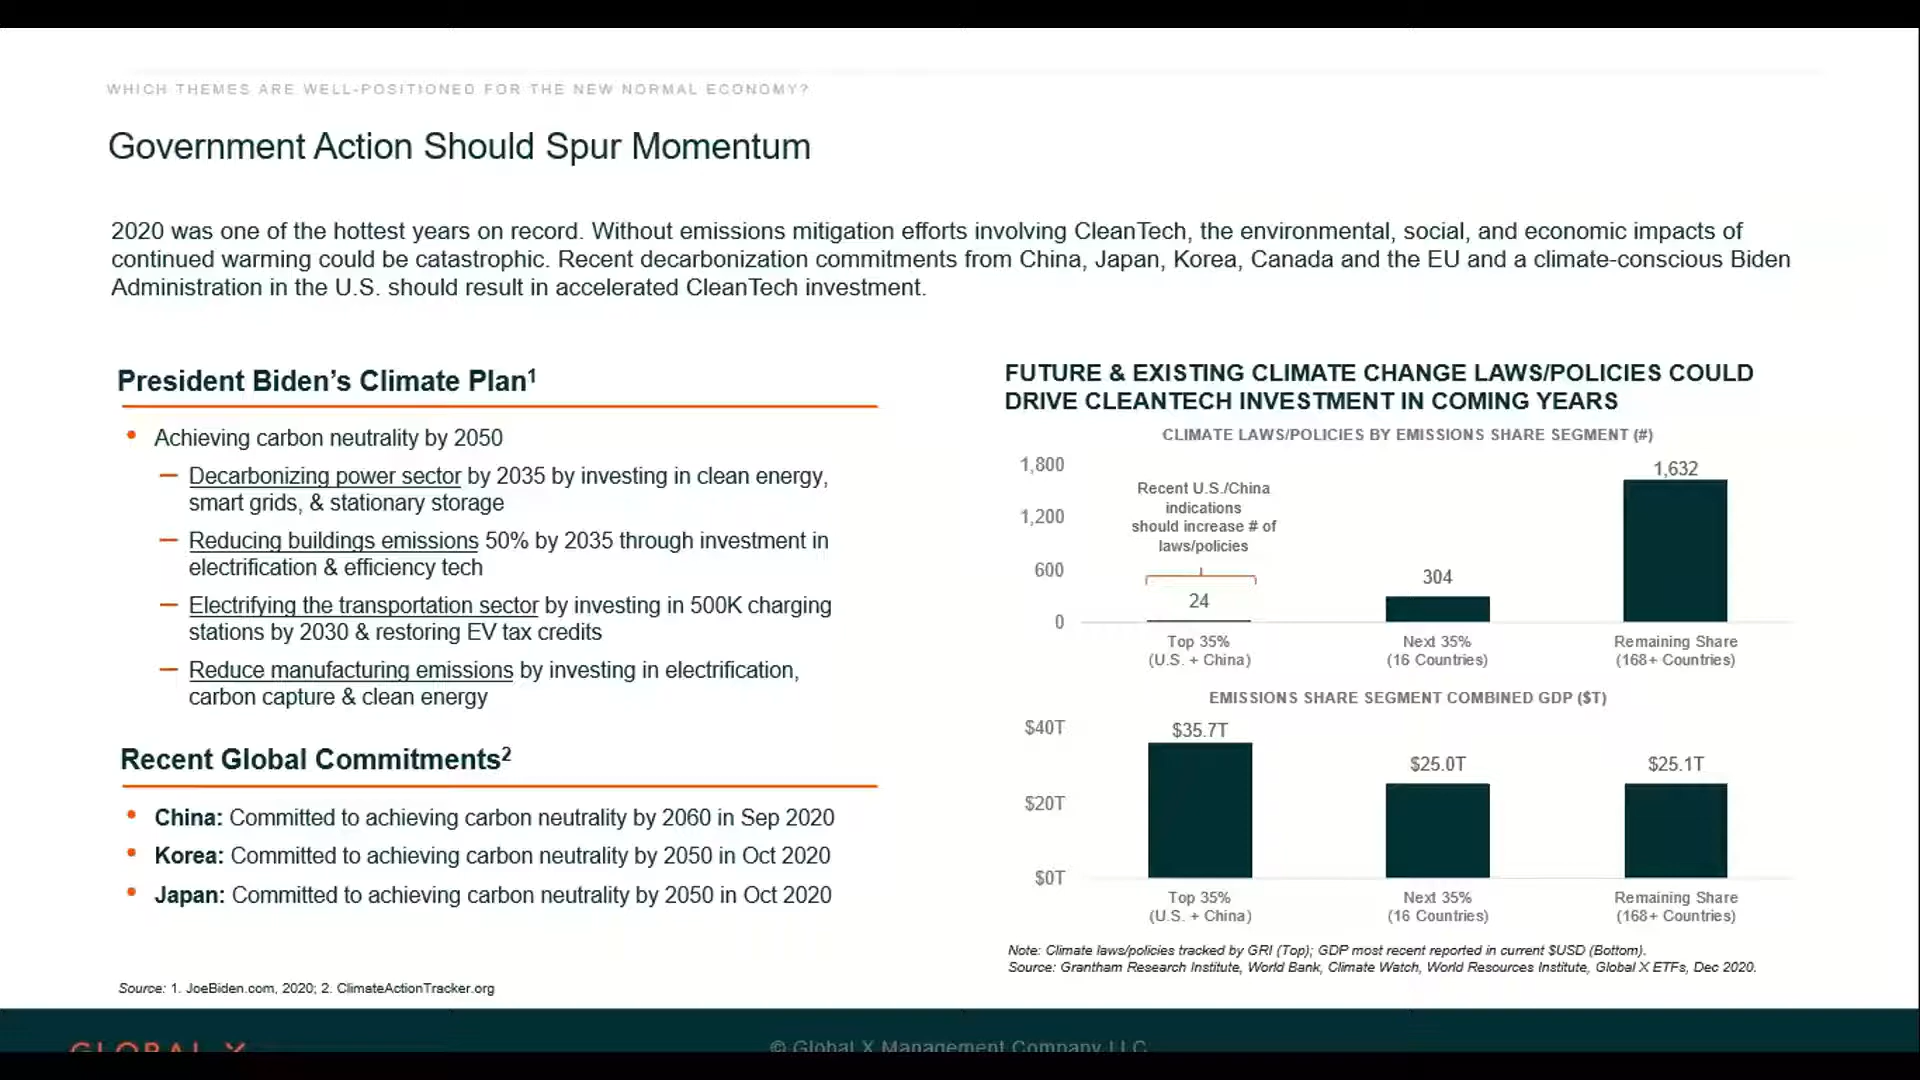 WHICH THEMES ARE WELL-POSITIONED FOR THE NEW NORMAL ECONOMY?
Government Action Should Spur Momentum
2020 was one of the hottest years on record. Without emissions mitigation efforts involving CleanTech, the environmental, social, and economic impacts of
continued warming could be catastrophic. Recent decarbonization commitments from China, Japan, Korea, Canada and the EU and a climate-conscious Biden
Administration in the U.S. should result in accelerated CleanTech investment.
President Biden's Climate Plan¹
• Achieving carbon neutrality by 2050
— Decarbonizing power sector by 2035 by investing in clean energy,
smart grids, & stationary storage
— Reducing buildings emissions 50% by 2035 through investment in
electrification & efficiency tech
— Electrifying the transportation sector by investing in 500K charging
stations by 2030 & restoring EV tax credits
— Reduce manufacturing emissions by investing in electrification,
carbon capture & clean energy
Recent Global Commitments²
• China: Committed to achieving carbon neutrality by 2060 in Sep 2020
• Korea: Committed to achieving carbon neutrality by 2050 in Oct 2020
• Japan: Committed to achieving carbon neutrality by 2050 in Oct 2020
Source: 1. JoeBiden.com, 2020; 2. ClimateActionTracker.org
FUTURE & EXISTING CLIMATE CHANGE LAWS/POLICIES COULD
DRIVE CLEANTECH INVESTMENT IN COMING YEARS
CLIMATE LAWS/POLICIES BY EMISSIONS SHARE SEGMENT (#)
1,800
1,200
600
0
Recent U.S./China
indications
should increase # of
laws/policies
24
304
1,632
Top 35%
(U.S. + China)
Next 35%
(16 Countries)
Remaining Share
(168+ Countries)
EMISSIONS SHARE SEGMENT COMBINED GDP ($T)
$40T
$20T
$0T
$35.7T
$25.0T
$25.1T
Top 35%
(U.S. + China)
Next 35%
(16 Countries)
Remaining Share
(168+ Countries)
Note: Climate laws/policies tracked by GRI (Top); GDP most recent reported in current $USD (Bottom).
Source: Grantham Research Institute, World Bank, Climate Watch, World Resources Institute, Global X ETFs, Dec 2020.
GLOBAL X
© Global X Management Company LLC